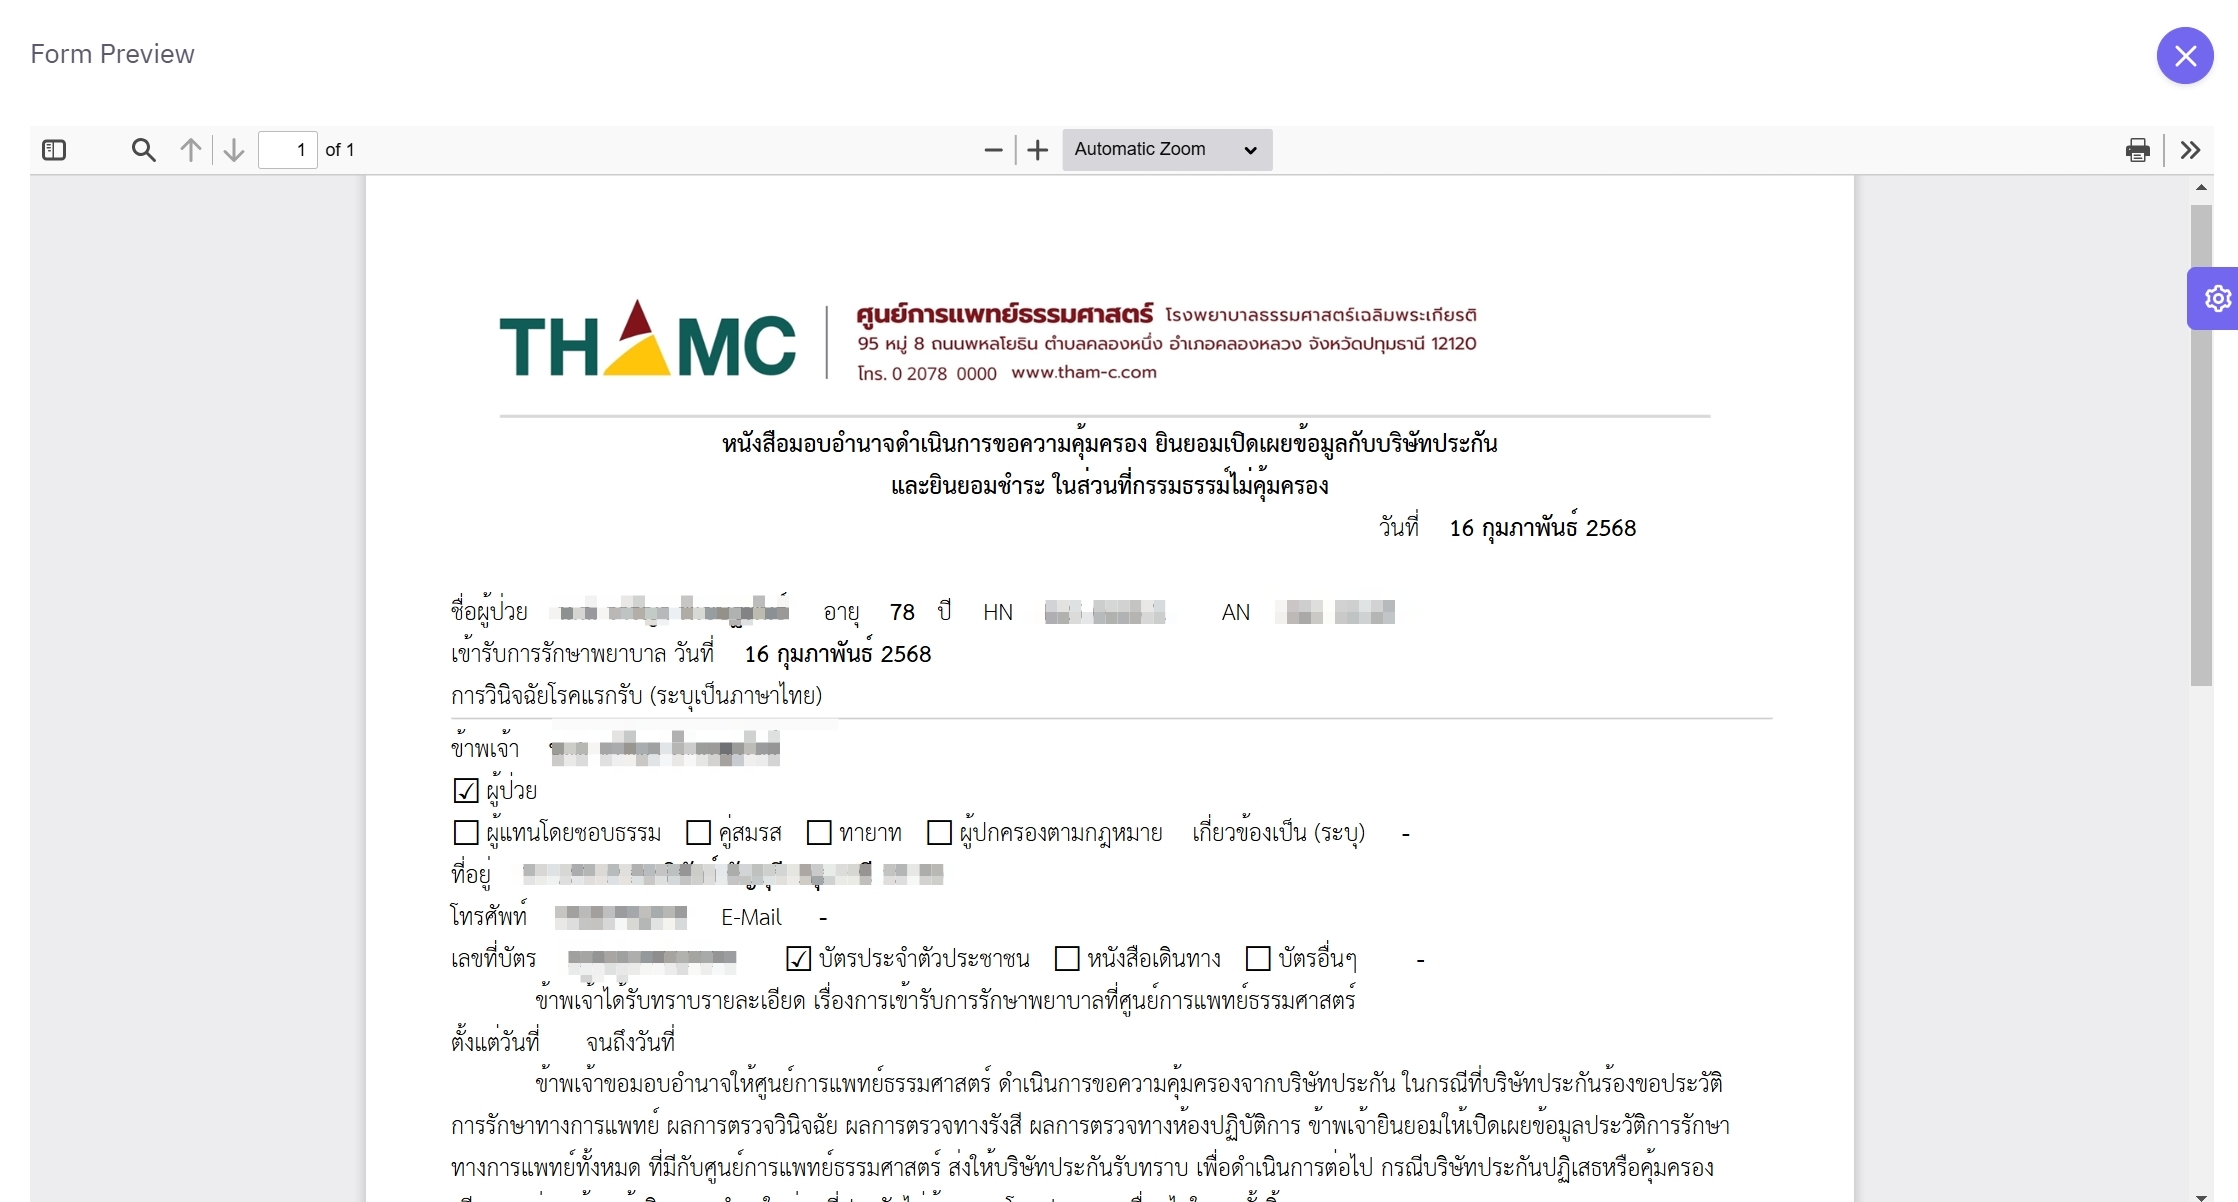 Form Preview
1 of 1
Automatic Zoom
THAMC
ศูนย์การแพทย์ธรรมศาสตร์ โรงพยาบาลธรรมศาสตร์เฉลิมพระเกียรติ
95 หมู่ 8 ถนนพหลโยธิน ตำบลคลองหนึ่ง อำเภอคลองหลวง จังหวัดปทุมธานี 12120
โทร. 0 2078 0000 www.tham-c.com
หนังสือมอบอำนาจดำเนินการขอความคุ้มครอง ยินยอมเปิดเผยข้อมูลกับบริษัทประกัน
และยินยอมชำระ ในส่วนที่กรรมธรรม์ไม่คุ้มครอง
วันที่ 16 กุมภาพันธ์ 2568
ชื่อผู้ป่วย อายุ 78 ปี HN AN
เข้ารับการรักษาพยาบาล วันที่ 16 กุมภาพันธ์ 2568
การวินิจฉัยโรคแรกรับ (ระบุเป็นภาษาไทย)
ข้าพเจ้า
ผู้ป่วย
ผู้แทนโดยชอบธรรม คู่สมรส ทายาท ผู้ปกครองตามกฎหมาย เกี่ยวข้องเป็น (ระบุ) -
ที่อยู่
โทรศัพท์ E-Mail -
เลขที่บัตร บัตรประจำตัวประชาชน หนังสือเดินทาง บัตรอื่นๆ -
ข้าพเจ้าได้รับทราบรายละเอียด เรื่องการเข้ารับการรักษาพยาบาลที่ศูนย์การแพทย์ธรรมศาสตร์
ตั้งแต่วันที่ จนถึงวันที่
ข้าพเจ้าขอมอบอำนาจให้ศูนย์การแพทย์ธรรมศาสตร์ ดำเนินการขอความคุ้มครองจากบริษัทประกัน ในกรณีที่บริษัทประกันร้องขอประวัติ
การรักษาทางการแพทย์ ผลการตรวจวินิจฉัย ผลการตรวจทางรังสี ผลการตรวจทางห้องปฏิบัติการ ข้าพเจ้ายินยอมให้เปิดเผยข้อมูลประวัติการรักษา
ทางการแพทย์ทั้งหมด ที่มีกับศูนย์การแพทย์ธรรมศาสตร์ ส่งให้บริษัทประกันรับทราบ เพื่อดำเนินการต่อไป กรณีบริษัทประกันปฏิเสธหรือคุ้มครอง